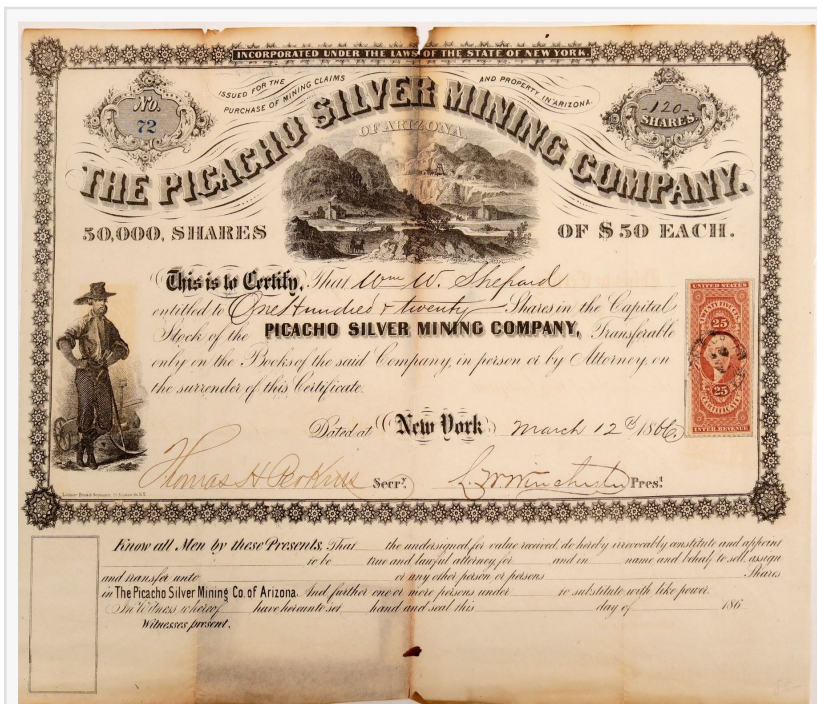 INCORPORATED UNDER THE LAWS OF THE STATE OF NEW YORK.
No. 72
ISSUED FOR THE PURCHASE OF MINING CLAIMS AND PROPERTY IN ARIZONA.
-120- SHARES
THE PICACHO SILVER MINING COMPANY.
OF ARIZONA.
50,000, SHARES OF $50 EACH.
This is to Certify, That Wm W. Shepard
entitled to One Hundred & twenty Shares in the Capital
Stock of the PICACHO SILVER MINING COMPANY, Transferable
only on the Books of the said Company, in person or by Attorney, on
the surrender of this Certificate.
Dated at New York March 12th 1866
Thomas H Perkins Secry. L. W Winchester Prest.
UNITED STATES
TWENTY FIVE CENTS
25
25
CERTIFICATE
INTER. REVENUE
Know all Men by these Presents, That the undersigned for value received, do hereby irrevocably constitute and appoint
to be true and lawful attorney, for and in name and behalf to sell, assign
and transfer unto or any other person or persons Shares
in The Picacho Silver Mining Co. of Arizona. And further one or more persons under to substitute with like power.
In Witness whereof have hereunto set hand and seal this day of 186
Witnesses present.